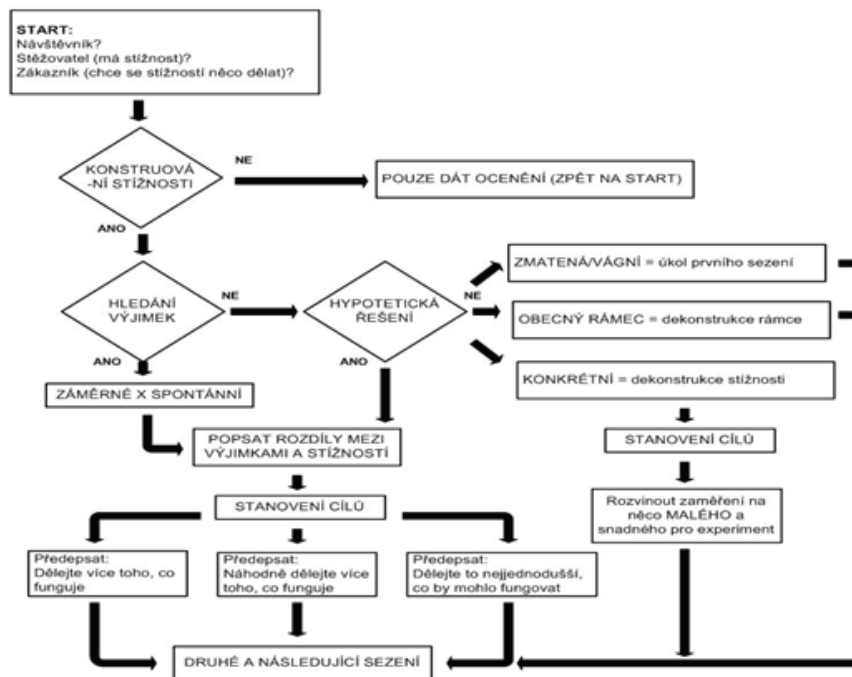 START:
Návštěvník?
Stěžovatel (má stížnost)?
Zákazník (chce se stížností něco dělat)?
KONSTRUOVÁ
-NÍ STÍŽNOSTI
NE
POUZE DÁT OCENĚNÍ (ZPĚT NA START)
ANO
HLEDÁNÍ
VÝJIMEK
NE
HYPOTETICKÁ
ŘEŠENÍ
NE
ZMATENÁ/VÁGNÍ = úkol prvního sezení
OBECNÝ RÁMEC = dekonstrukce rámce
KONKRÉTNÍ = dekonstrukce stížnosti
ANO
ANO
ZÁMĚRNÉ X SPONTÁNNÍ
POPSAT ROZDÍLY MEZI
VÝJIMKAMI A STÍŽNOSTÍ
STANOVENÍ CÍLŮ
STANOVENÍ CÍLŮ
Rozvinout zaměření na
něco MALÉHO a
snadného pro experiment
Předepsat:
Dělejte více toho, co
funguje
Předepsat:
Náhodně dělejte více
toho, co funguje
Předepsat:
Dělejte to nejjednodušší,
co by mohlo fungovat
DRUHÉ A NÁSLEDUJÍCÍ SEZENÍ